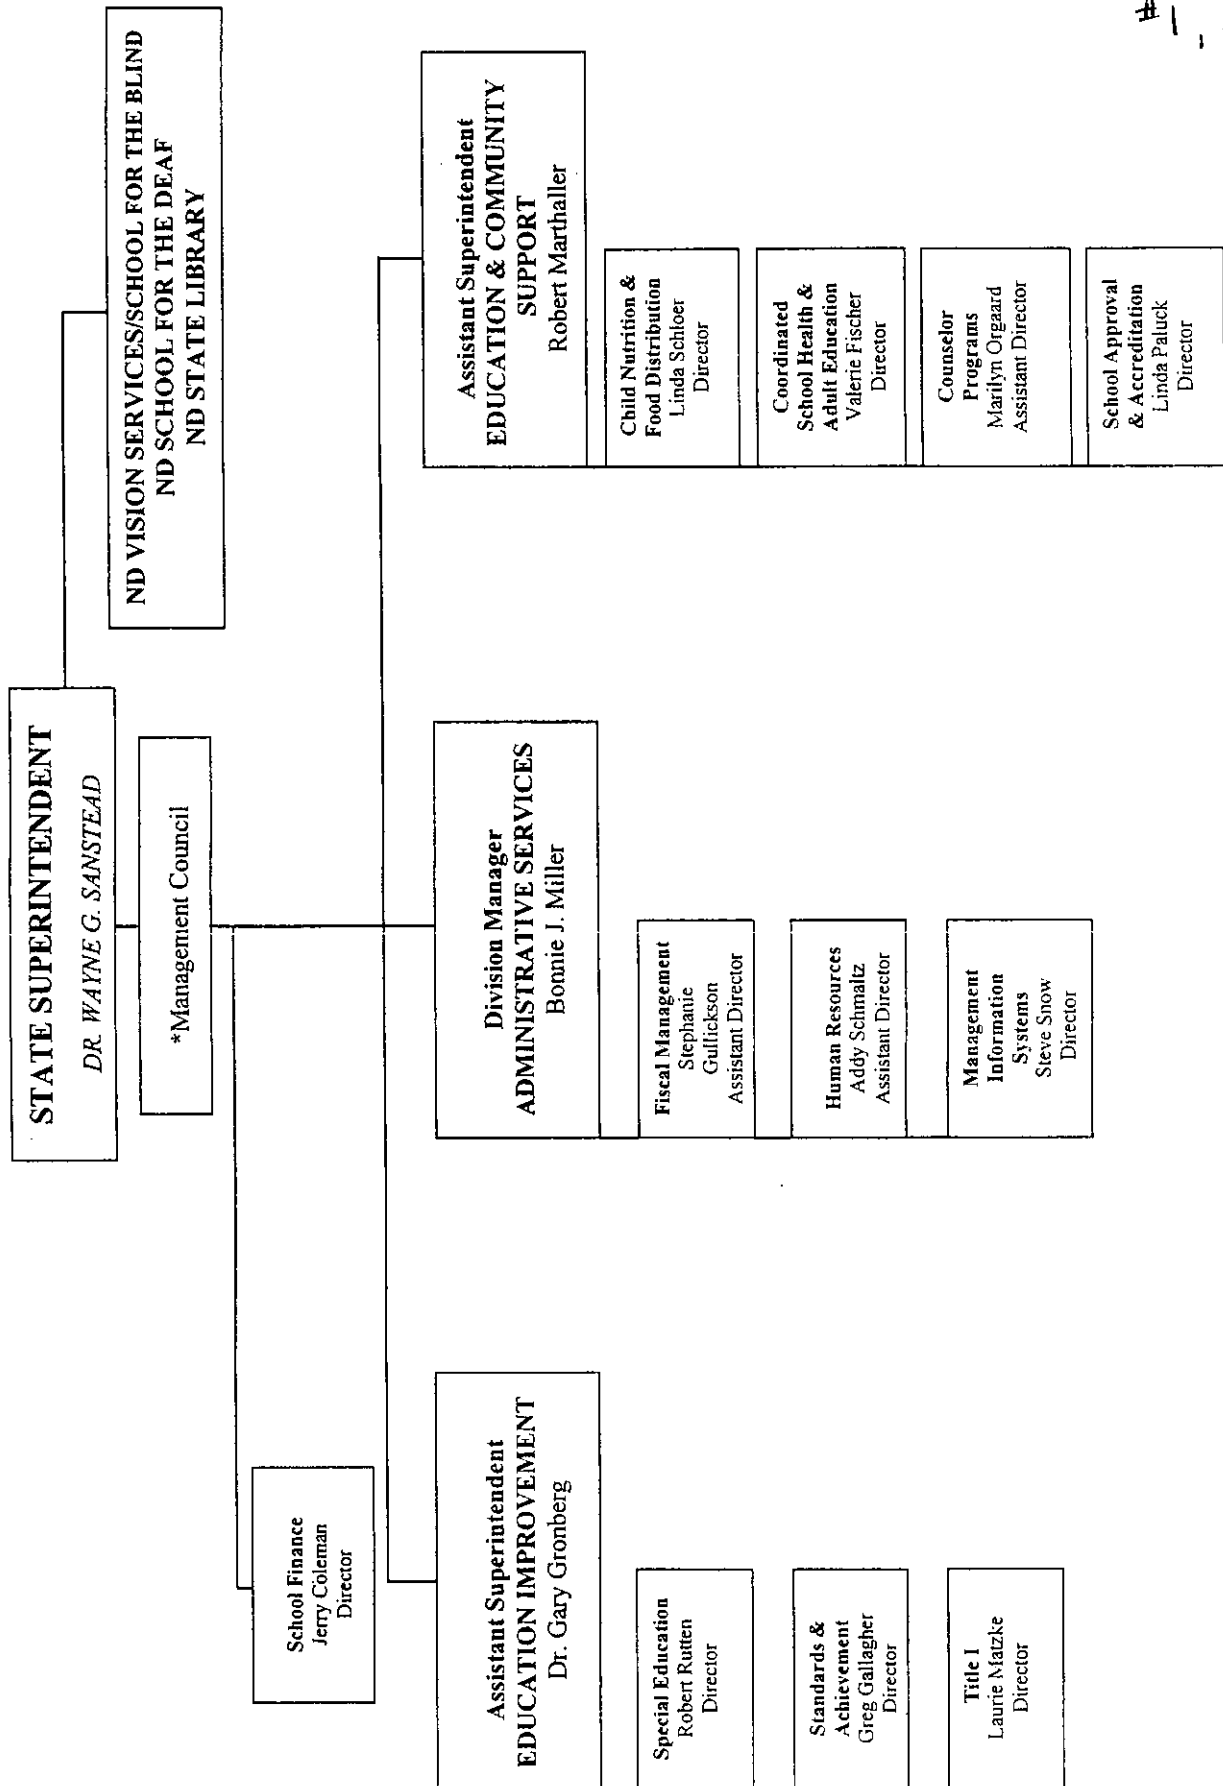 # 1
STATE SUPERINTENDENT
DR. WAYNE G. SANSTEAD
ND VISION SERVICES/SCHOOL FOR THE BLIND
ND SCHOOL FOR THE DEAF
ND STATE LIBRARY
*Management Council
School Finance
Jerry Coleman
Director
Assistant Superintendent
EDUCATION IMPROVEMENT
Dr. Gary Gronberg
Special Education
Robert Rutten
Director
Standards &
Achievement
Greg Gallagher
Director
Title I
Laurie Matzke
Director
Division Manager
ADMINISTRATIVE SERVICES
Bonnie J. Miller
Fiscal Management
Stephanie
Gullickson
Assistant Director
Human Resources
Addy Schmaltz
Assistant Director
Management
Information
Systems
Steve Snow
Director
Assistant Superintendent
EDUCATION & COMMUNITY
SUPPORT
Robert Marthaller
Child Nutrition &
Food Distribution
Linda Schloer
Director
Coordinated
School Health &
Adult Education
Valerie Fischer
Director
Counselor
Programs
Marilyn Orgaard
Assistant Director
School Approval
& Accreditation
Linda Paluck
Director